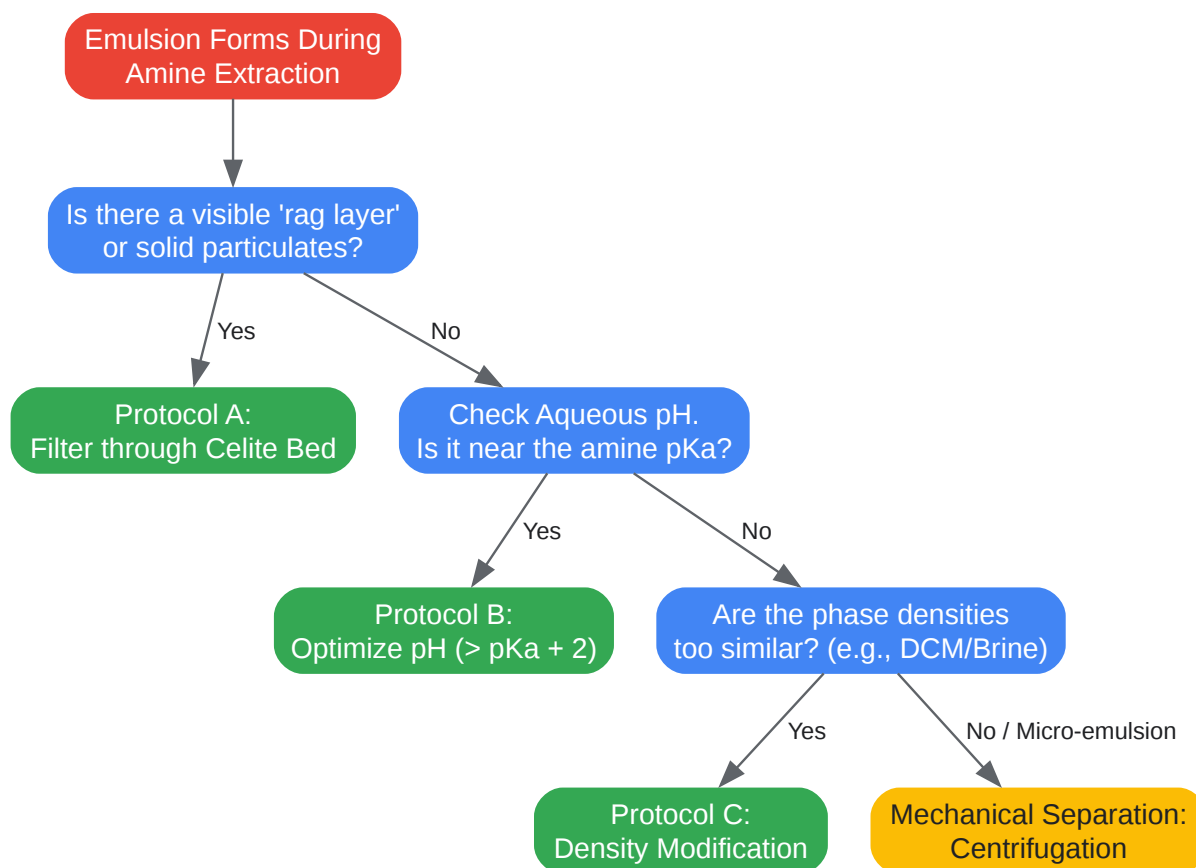 Emulsion Forms During
Amine Extraction
Is there a visible 'rag layer'
or solid particulates?
Yes
No
Protocol A:
Filter through Celite Bed
Check Aqueous pH.
Is it near the amine pKa?
Yes
No
Protocol B:
Optimize pH (> pKa + 2)
Are the phase densities
too similar? (e.g., DCM/Brine)
Yes
No / Micro-emulsion
Protocol C:
Density Modification
Mechanical Separation:
Centrifugation